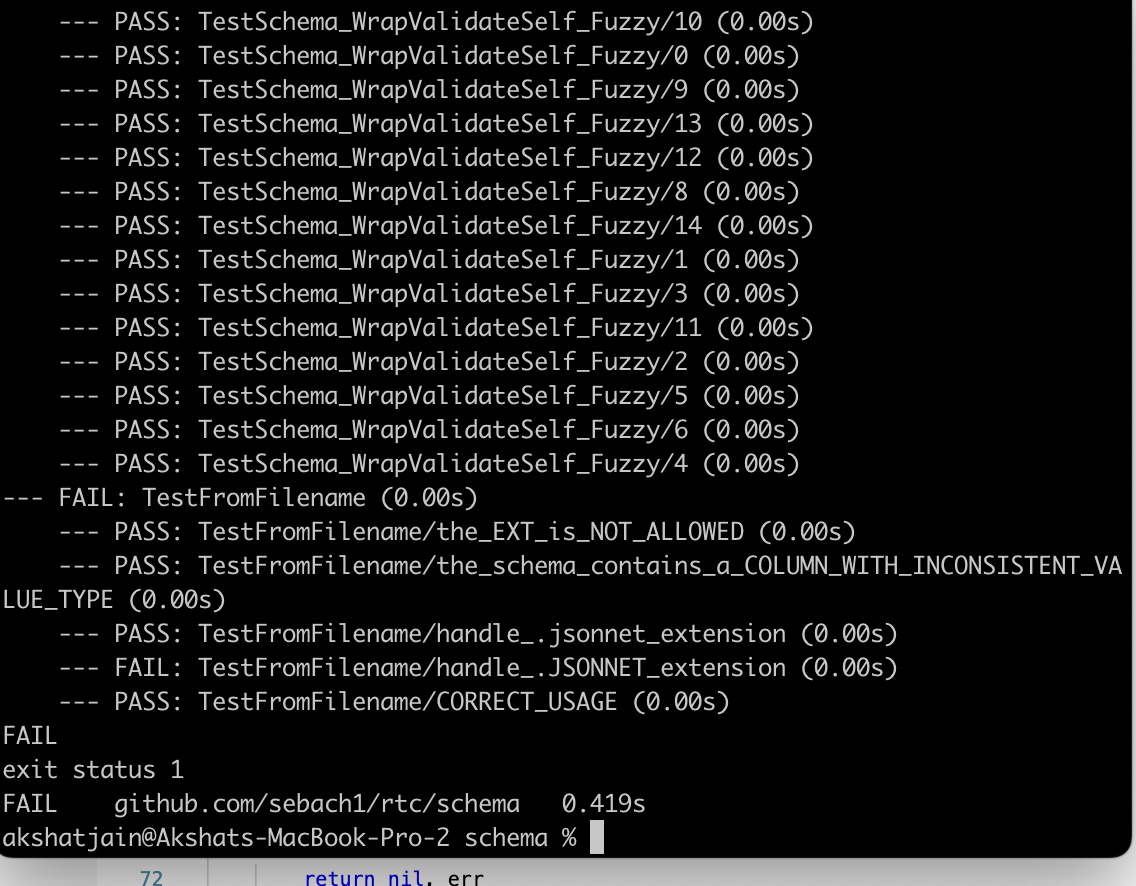 --- PASS: TestSchema_WrapValidateSelf_Fuzzy/10 (0.00s)
--- PASS: TestSchema_WrapValidateSelf_Fuzzy/0 (0.00s)
--- PASS: TestSchema_WrapValidateSelf_Fuzzy/9 (0.00s)
--- PASS: TestSchema_WrapValidateSelf_Fuzzy/13 (0.00s)
--- PASS: TestSchema_WrapValidateSelf_Fuzzy/12 (0.00s)
--- PASS: TestSchema_WrapValidateSelf_Fuzzy/8 (0.00s)
--- PASS: TestSchema_WrapValidateSelf_Fuzzy/14 (0.00s)
--- PASS: TestSchema_WrapValidateSelf_Fuzzy/1 (0.00s)
--- PASS: TestSchema_WrapValidateSelf_Fuzzy/3 (0.00s)
--- PASS: TestSchema_WrapValidateSelf_Fuzzy/11 (0.00s)
--- PASS: TestSchema_WrapValidateSelf_Fuzzy/2 (0.00s)
--- PASS: TestSchema_WrapValidateSelf_Fuzzy/5 (0.00s)
--- PASS: TestSchema_WrapValidateSelf_Fuzzy/6 (0.00s)
--- PASS: TestSchema_WrapValidateSelf_Fuzzy/4 (0.00s)
--- FAIL: TestFromFilename (0.00s)
--- PASS: TestFromFilename/the_EXT_is_NOT_ALLOWED (0.00s)
--- PASS: TestFromFilename/the_schema_contains_a_COLUMN_WITH_INCONSISTENT_VA
LUE_TYPE (0.00s)
--- PASS: TestFromFilename/handle_.jsonnet_extension (0.00s)
--- FAIL: TestFromFilename/handle_.JSONNET_extension (0.00s)
--- PASS: TestFromFilename/CORRECT_USAGE (0.00s)
FAIL
exit status 1
FAIL github.com/sebach1/rtc/schema 0.419s
akshatjain@Akshats-MacBook-Pro-2 schema %
72 return nil, err